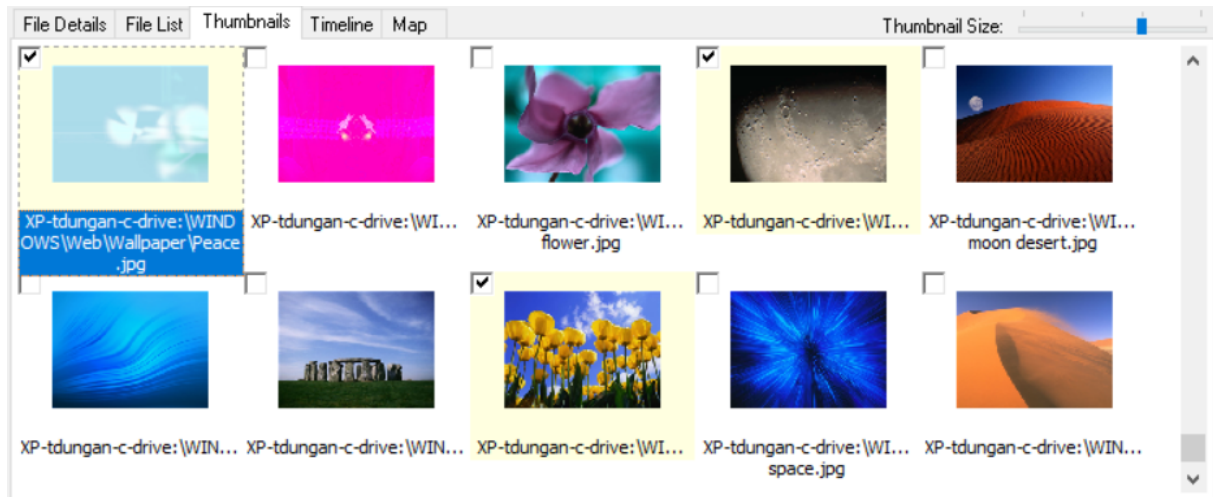 File Details File List Thumbnails Timeline Map Thumbnail Size:
XP-tdungan-c-drive:\WIND
OWS\Web\Wallpaper\Peace
.jpg
XP-tdungan-c-drive:\WI...
XP-tdungan-c-drive:\WI...
flower.jpg
XP-tdungan-c-drive:\WI...
XP-tdungan-c-drive:\WI...
moon desert.jpg
XP-tdungan-c-drive:\WIN...
XP-tdungan-c-drive:\WIN...
XP-tdungan-c-drive:\WI...
XP-tdungan-c-drive:\WI...
space.jpg
XP-tdungan-c-drive:\WIN...